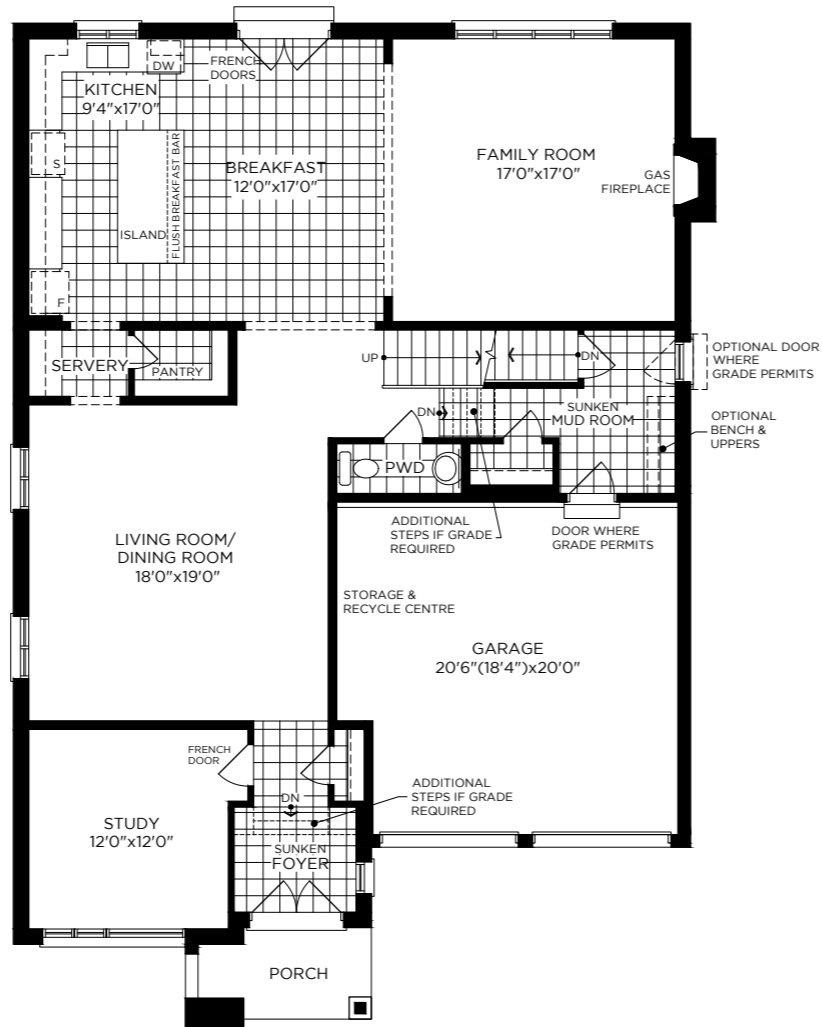 DW
FRENCH
DOORS
KITCHEN
9'4"x17'0"
S
FLUSH BREAKFAST BAR
ISLAND
F
BREAKFAST
12'0"x17'0"
FAMILY ROOM
17'0"x17'0"
GAS
FIREPLACE
SERVERY
PANTRY
UP
DN
OPTIONAL DOOR
WHERE
GRADE PERMITS
DN
SUNKEN
MUD ROOM
OPTIONAL
BENCH &
UPPERS
PWD
ADDITIONAL
STEPS IF GRADE
REQUIRED
DOOR WHERE
GRADE PERMITS
LIVING ROOM/
DINING ROOM
18'0"x19'0"
STORAGE &
RECYCLE CENTRE
GARAGE
20'6"(18'4")x20'0"
FRENCH
DOOR
DN
ADDITIONAL
STEPS IF GRADE
REQUIRED
STUDY
12'0"x12'0"
SUNKEN
FOYER
PORCH